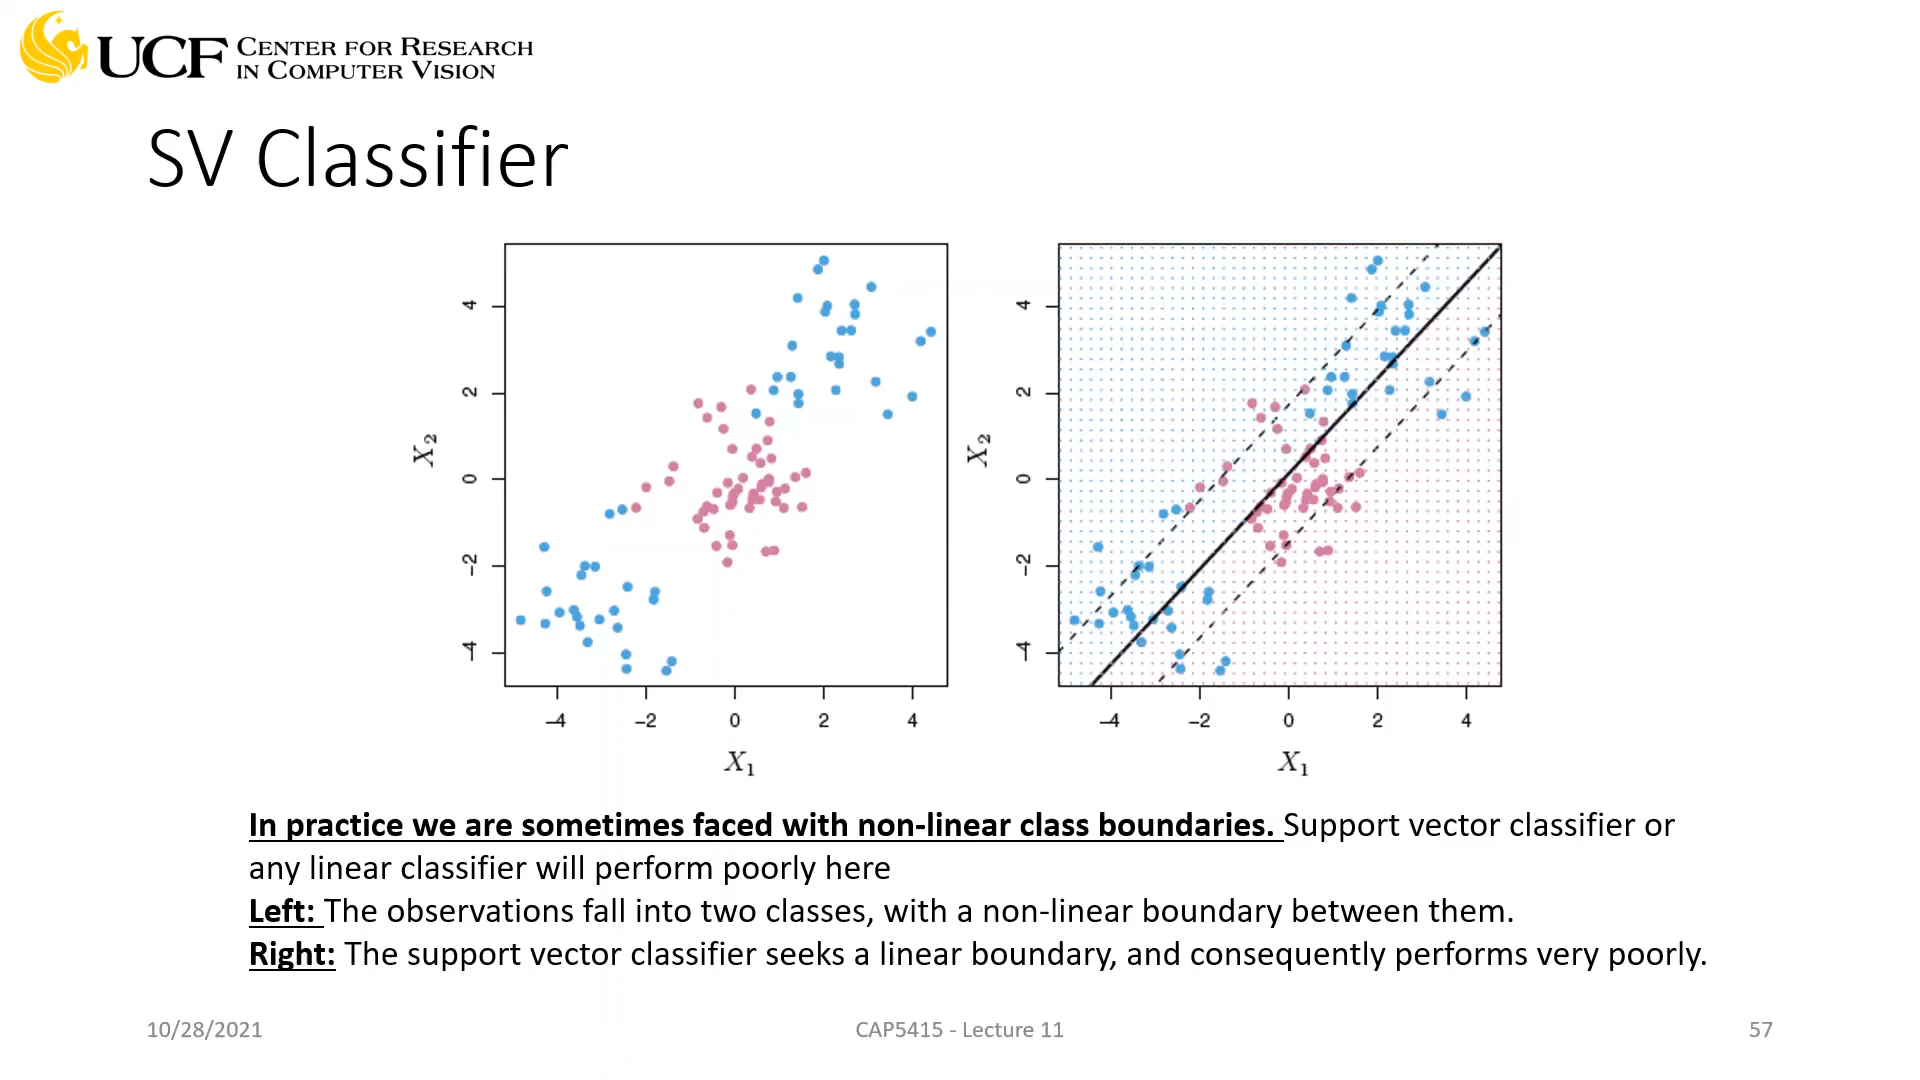 UCF CENTER FOR RESEARCH
IN COMPUTER VISION
SV Classifier
4
2
0
−2
−4
X2
−4 −2 0 2 4
X1
4
2
0
−2
−4
X2
−4 −2 0 2 4
X1
In practice we are sometimes faced with non-linear class boundaries. Support vector classifier or
any linear classifier will perform poorly here
Left: The observations fall into two classes, with a non-linear boundary between them.
Right: The support vector classifier seeks a linear boundary, and consequently performs very poorly.
10/28/2021 CAP5415 - Lecture 11 57